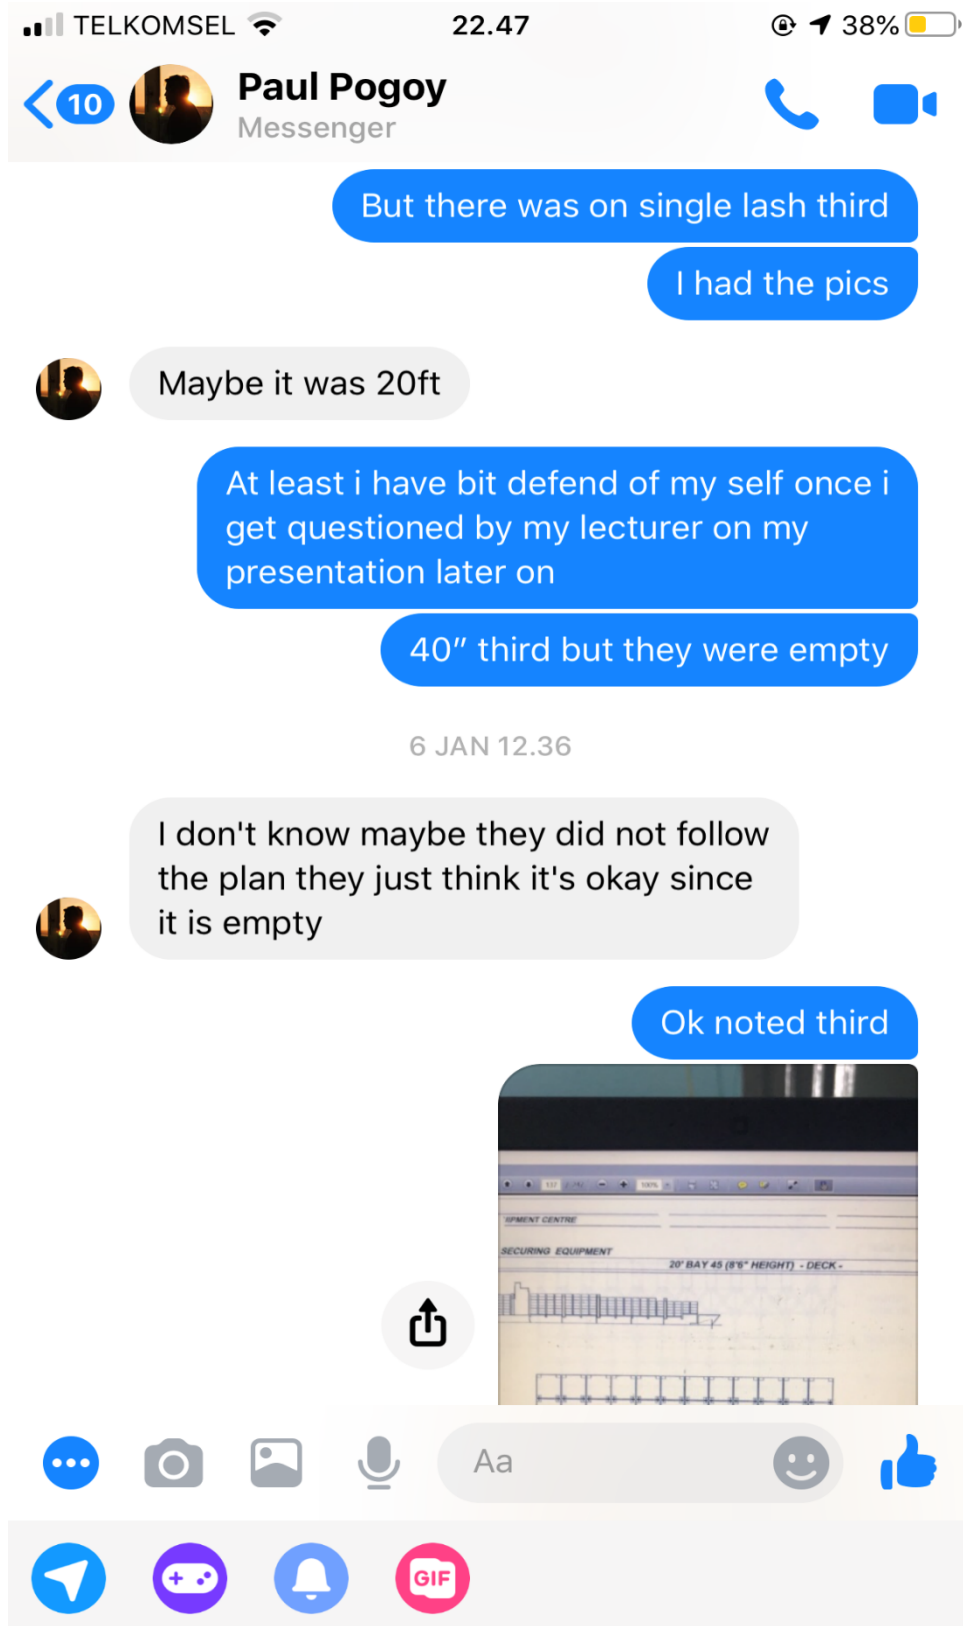 TELKOMSEL 22.47 38%
10 Paul Pogoy
Messenger
But there was on single lash third
I had the pics
Maybe it was 20ft
At least i have bit defend of my self once i
get questioned by my lecturer on my
presentation later on
40” third but they were empty
6 JAN 12.36
I don't know maybe they did not follow
the plan they just think it's okay since
it is empty
Ok noted third
100%
IPMENT CENTRE
SECURING EQUIPMENT
20' BAY 45 (8'6" HEIGHT) - DECK -
Aa
GIF